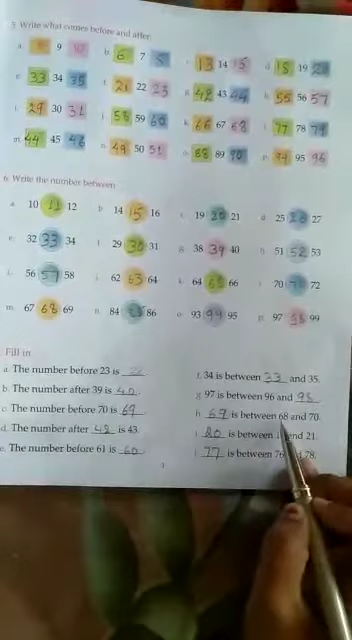 5. Write what comes before and after:
a. 8 9 10 b. 6 7 8 c. 13 14 15 d. 18 19 20
e. 33 34 35 f. 21 22 23 g. 42 43 44 h. 55 56 57
i. 29 30 31 j. 58 59 60 k. 66 67 68 l. 77 78 79
m. 44 45 46 n. 49 50 51 o. 88 89 90 p. 94 95 96
6. Write the number between
a. 10 11 12 b. 14 15 16 c. 19 20 21 d. 25 26 27
e. 32 33 34 f. 29 30 31 g. 38 39 40 h. 51 52 53
i. 56 57 58 j. 62 63 64 k. 64 65 66 l. 70 71 72
m. 67 68 69 n. 84 85 86 o. 93 94 95 p. 97 98 99
Fill in
a. The number before 23 is 22
b. The number after 39 is 40.
c. The number before 70 is 69
d. The number after 42 is 43.
e. The number before 61 is 60
f. 34 is between 33 and 35.
g. 97 is between 96 and 98
h. 69 is between 68 and 70.
i. 20 is between and 21.
j. 77 is between 76 78.